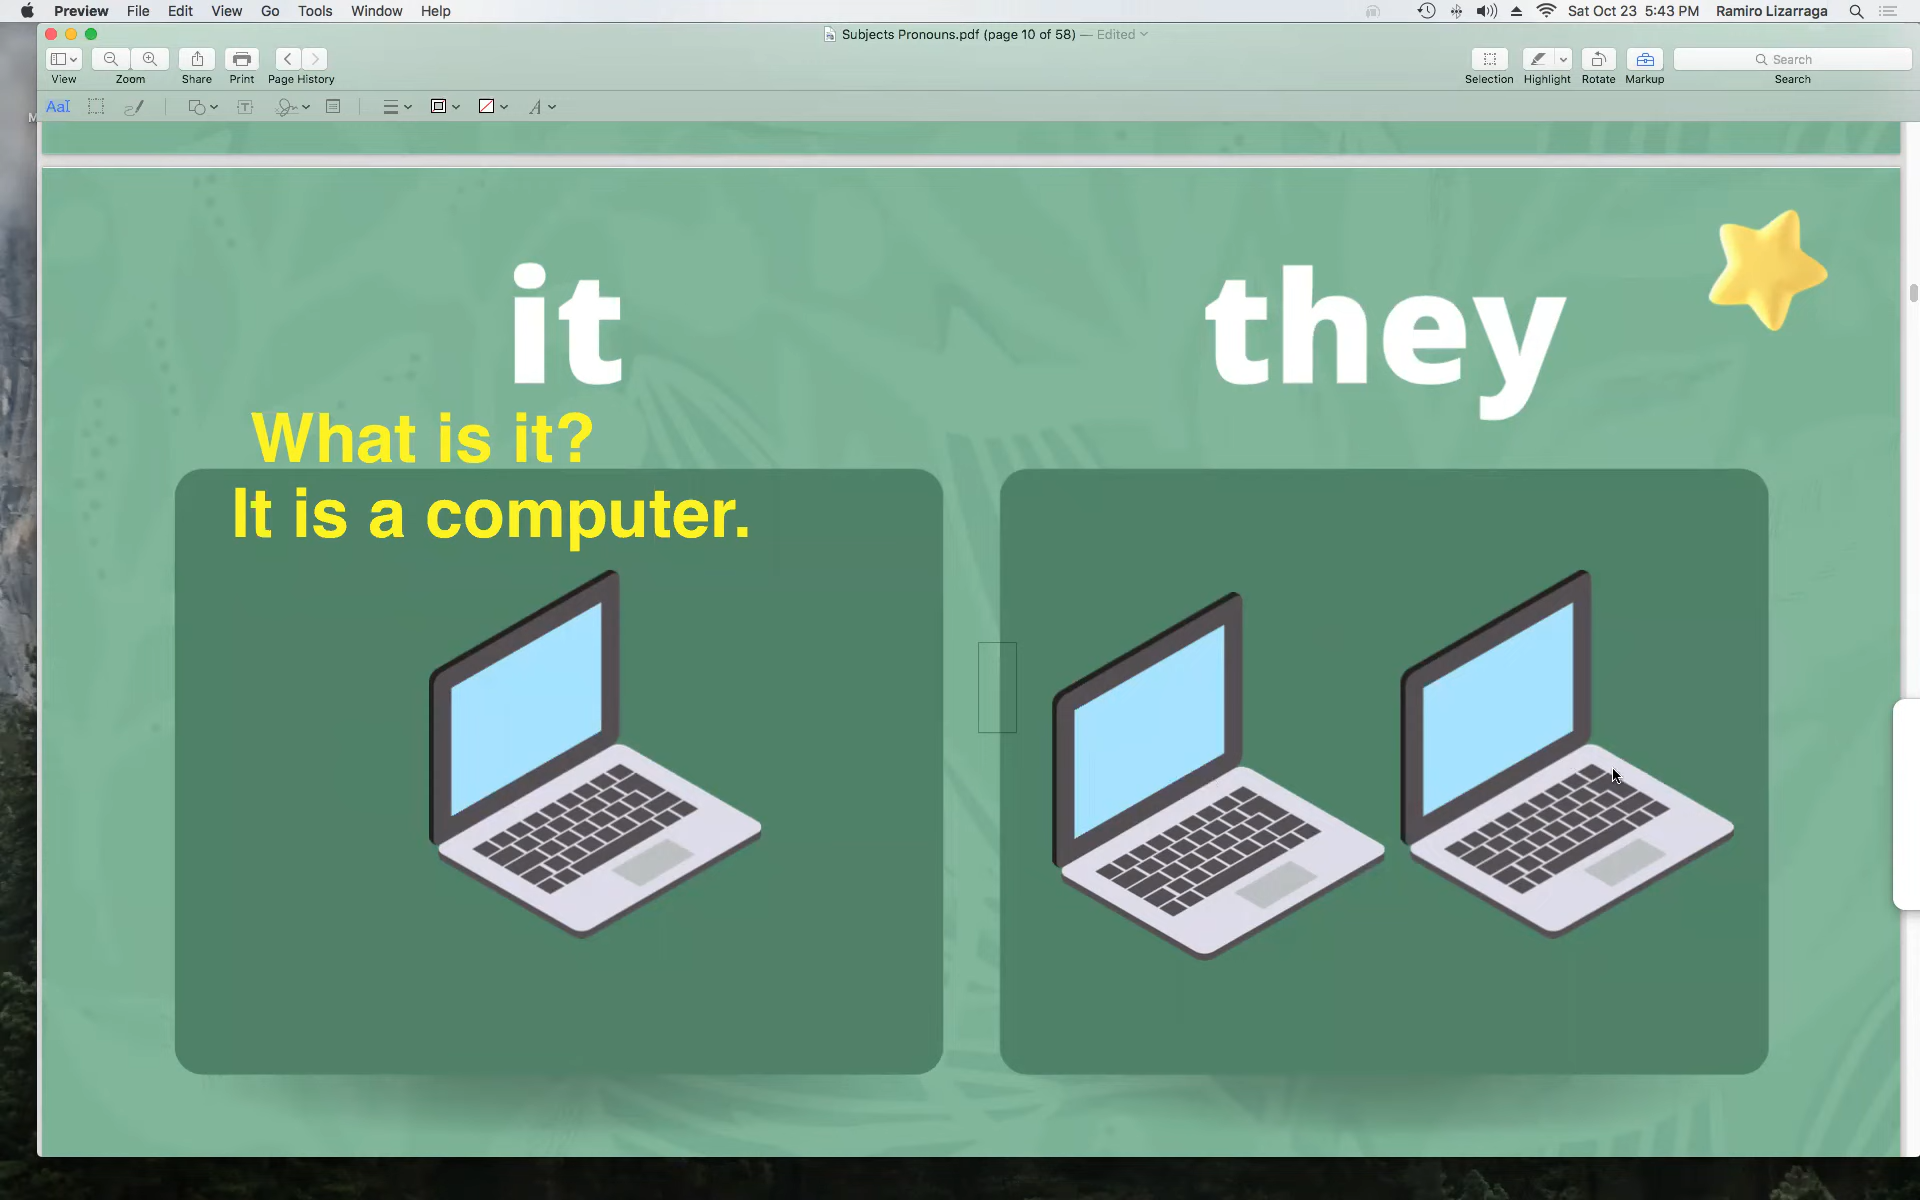 Preview File Edit View Go Tools Window Help Sat Oct 23 5:43 PM Ramiro Lizarraga
Subjects Pronouns.pdf (page 10 of 58) — Edited
View Zoom Share Print Page History Selection Highlight Rotate Markup Search
Search
AaI T A
M
it they
What is it?
It is a computer.